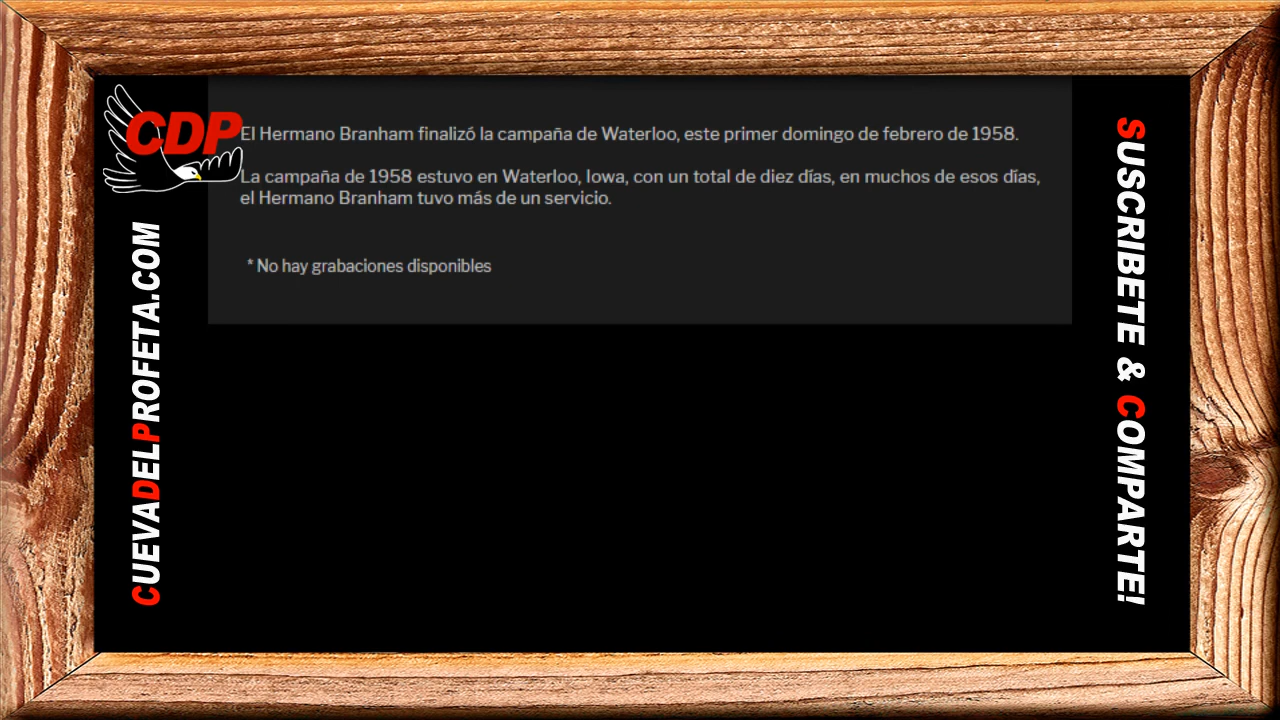 CDP
El Hermano Branham finalizó la campaña de Waterloo, este primer domingo de febrero de 1958.
La campaña de 1958 estuvo en Waterloo, Iowa, con un total de diez días, en muchos de esos días,
el Hermano Branham tuvo más de un servicio.
* No hay grabaciones disponibles
CUEVADELPROFETA.COM
SUSCRIBETE & COMPARTE!